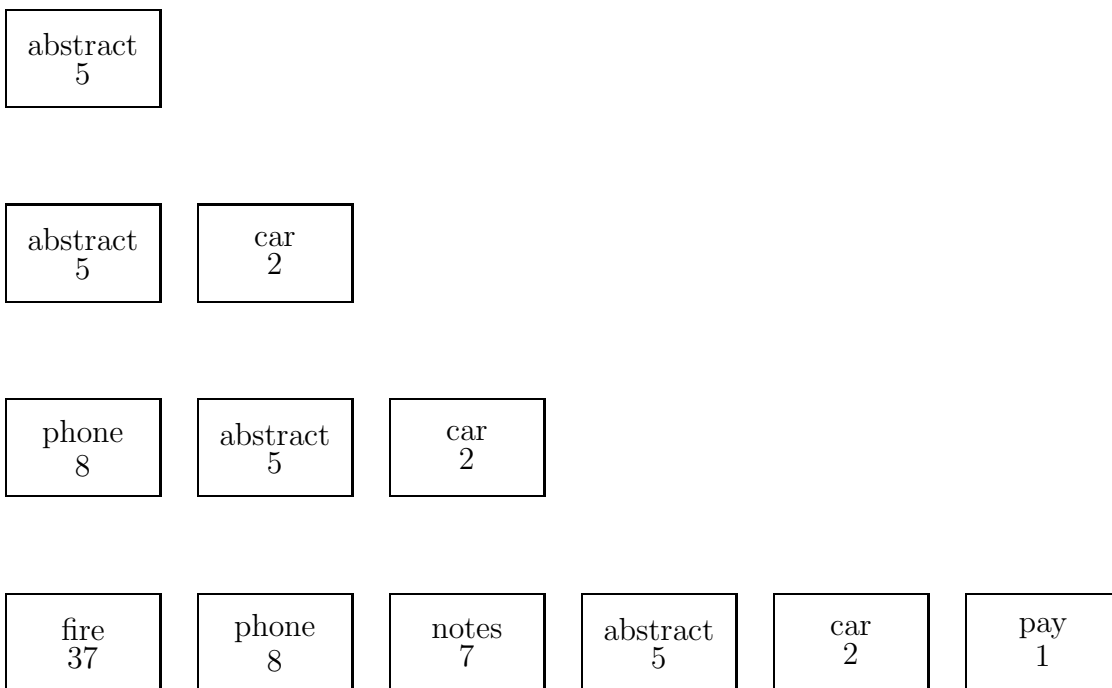 abstract
5
abstract car
5 2
phone abstract car
8 5 2
fire phone notes abstract car pay
37 8 7 5 2 1